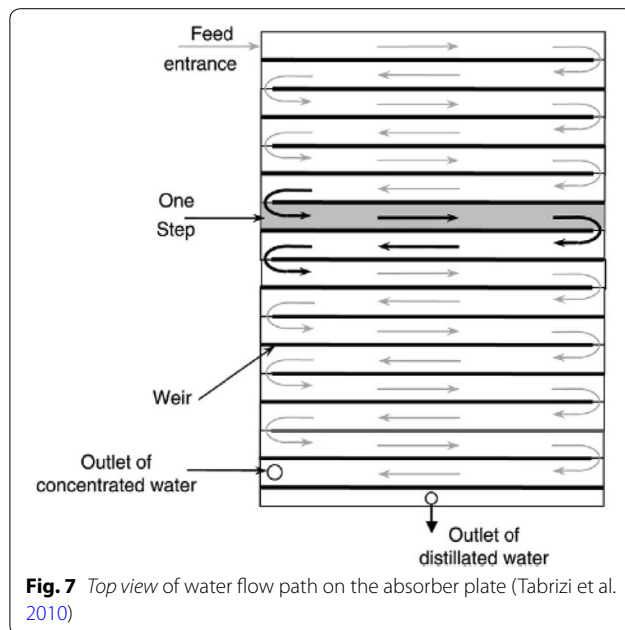 Feed
entrance
One
Step
Weir
Outlet of
concentrated water
Outlet of
distillated water
Fig. 7 Top view of water flow path on the absorber plate (Tabrizi et al.
2010)